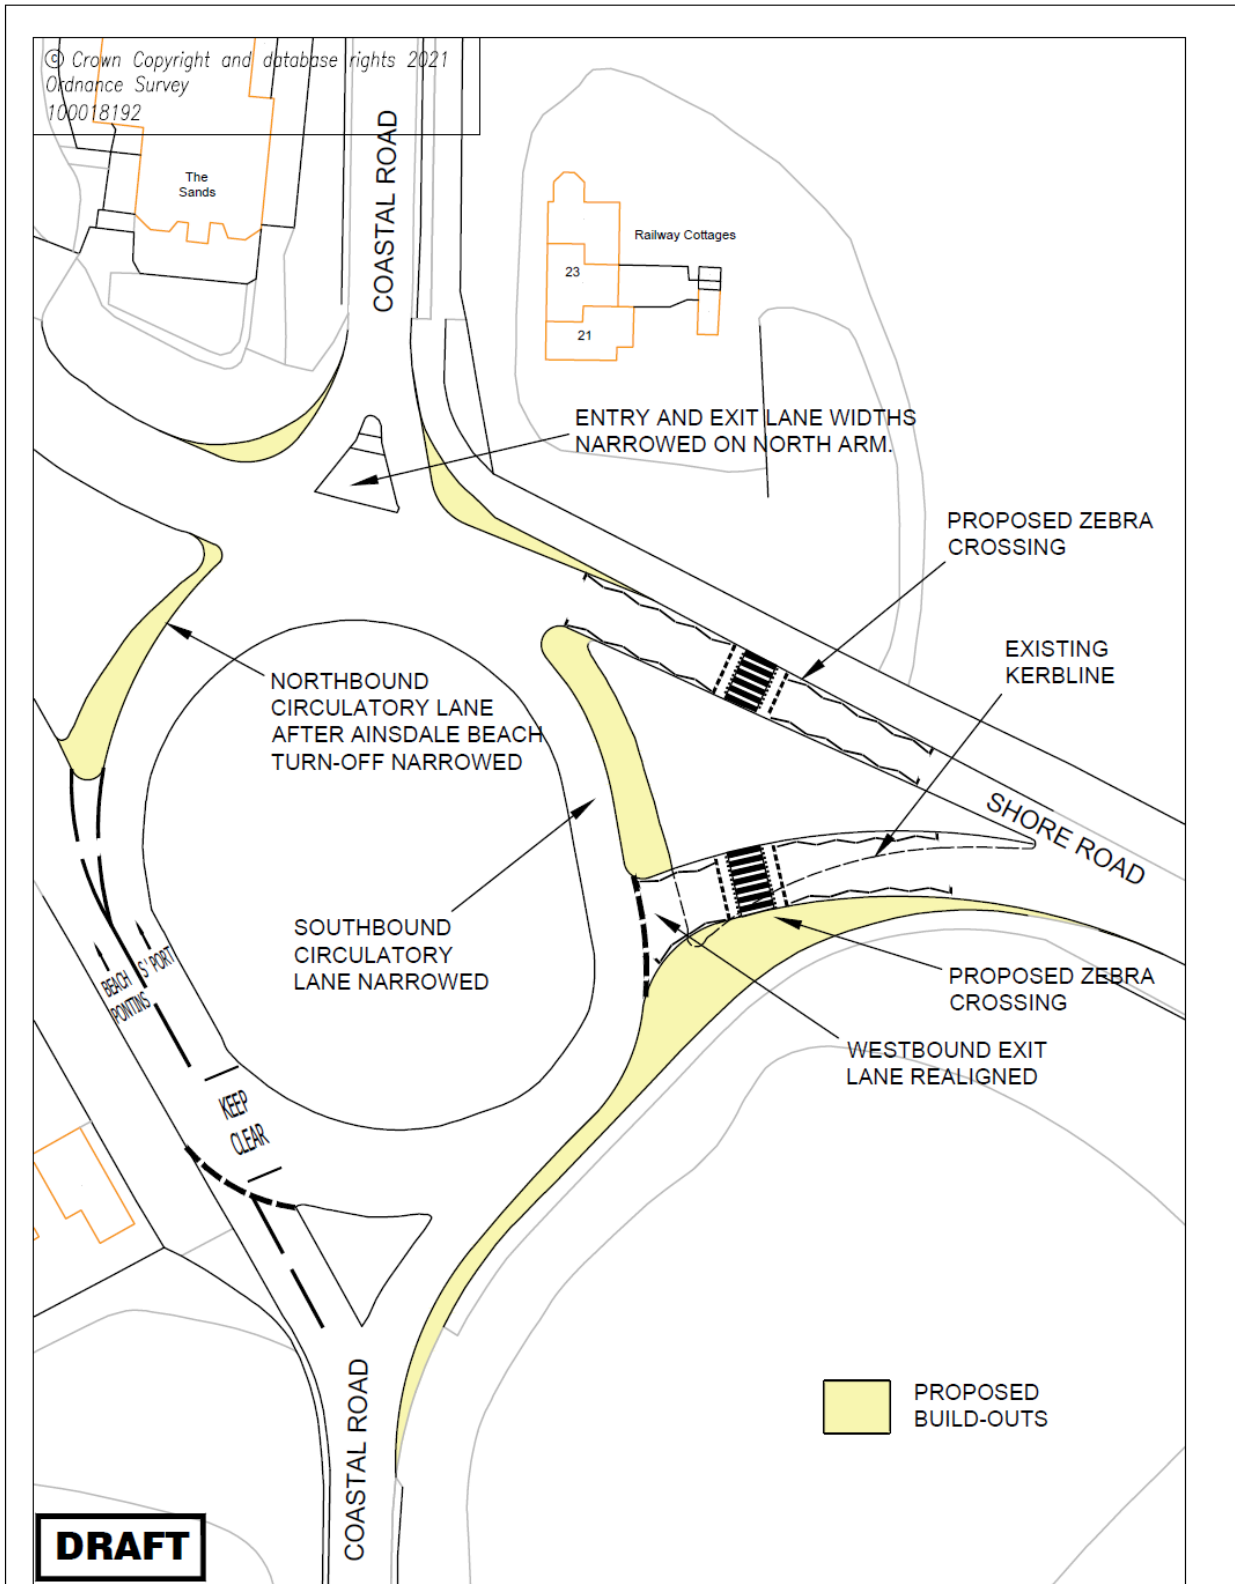 © Crown Copyright and database rights 2021
Ordnance Survey
100018192
The
Sands
COASTAL ROAD
Railway Cottages
23
21
ENTRY AND EXIT LANE WIDTHS
NARROWED ON NORTH ARM.
PROPOSED ZEBRA
CROSSING
EXISTING
KERBLINE
NORTHBOUND
CIRCULATORY LANE
AFTER AINSDALE BEACH
TURN-OFF NARROWED
SHORE ROAD
SOUTHBOUND
CIRCULATORY
LANE NARROWED
BEACH
PONTINS
S'PORT
PROPOSED ZEBRA
CROSSING
WESTBOUND EXIT
LANE REALIGNED
KEEP
CLEAR
PROPOSED
BUILD-OUTS
COASTAL ROAD
DRAFT